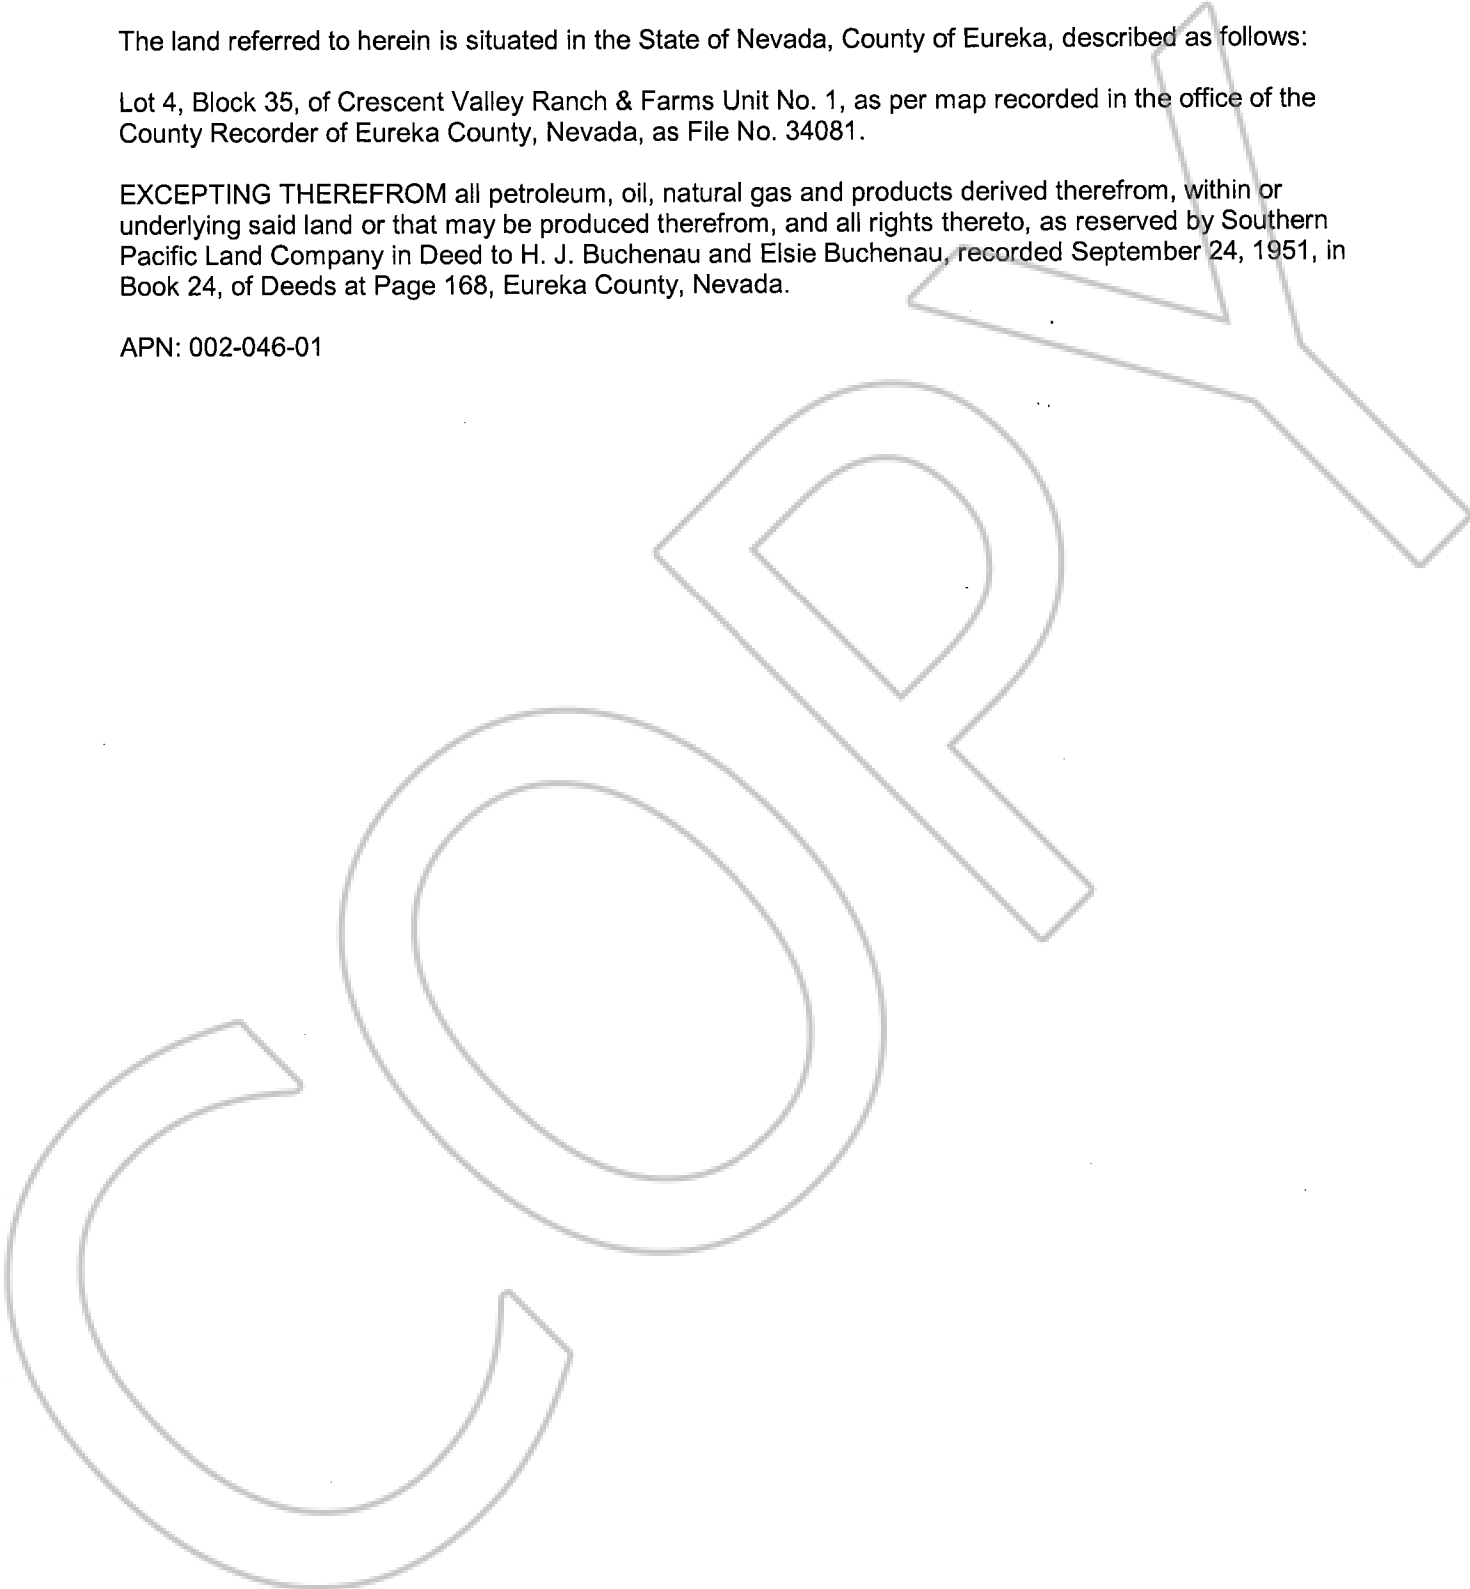 The land referred to herein is situated in the State of Nevada, County of Eureka, described as follows:
Lot 4, Block 35, of Crescent Valley Ranch & Farms Unit No. 1, as per map recorded in the office of the
County Recorder of Eureka County, Nevada, as File No. 34081.
EXCEPTING THEREFROM all petroleum, oil, natural gas and products derived therefrom, within or
underlying said land or that may be produced therefrom, and all rights thereto, as reserved by Southern
Pacific Land Company in Deed to H. J. Buchenau and Elsie Buchenau, recorded September 24, 1951, in
Book 24, of Deeds at Page 168, Eureka County, Nevada.
APN: 002-046-01
COPY